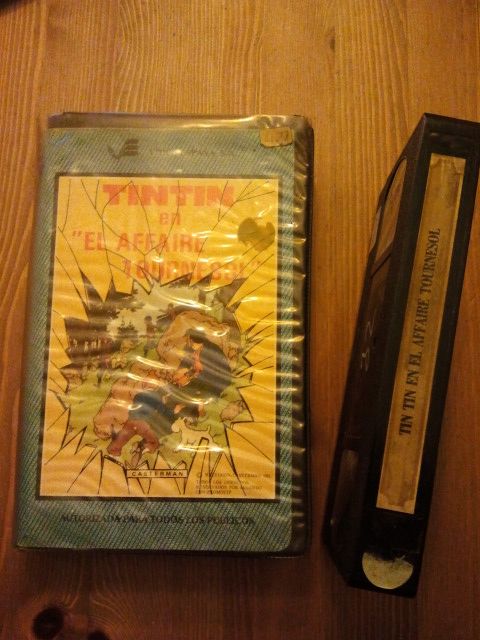 TINTIN
en
"EL AFFAIRE
TOURNESOL"
CASTERMAN
AUTORIZADA PARA TODOS LOS PUBLICOS
TIN TIN EN EL AFFAIRE TOURNESOL